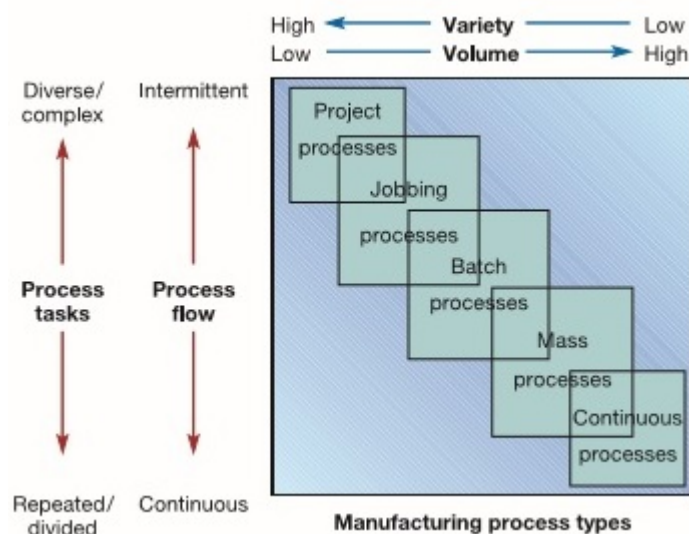 High Variety Low
Low Volume High
Diverse/ Intermittent
complex
Project
processes
Jobbing
processes
Batch
processes
Process Process
tasks flow
Mass
processes
Continuous
processes
Repeated/ Continuous
divided
Manufacturing process types